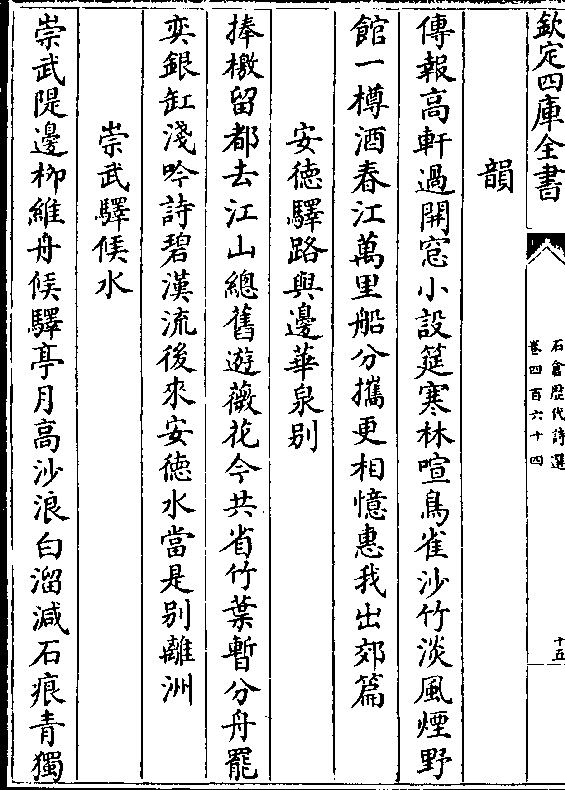 欽定四庫全書
石倉歴代詩選
卷四百六十四
十五
韻
傳報高軒過開窓小設筵寒林喧鳥雀沙竹淡風煙野
館一樽酒春江萬里船分攜更相憶惠我出郊篇
安徳驛路與邊華泉别
捧檄留都去江山總舊遊薇花今共省竹葉暫分舟罷
奕銀缸淺吟詩碧漢流後來安徳水當是别離洲
崇武驛候水
崇武隄邊柳維舟候驛亭月高沙浪白溜減石痕青獨